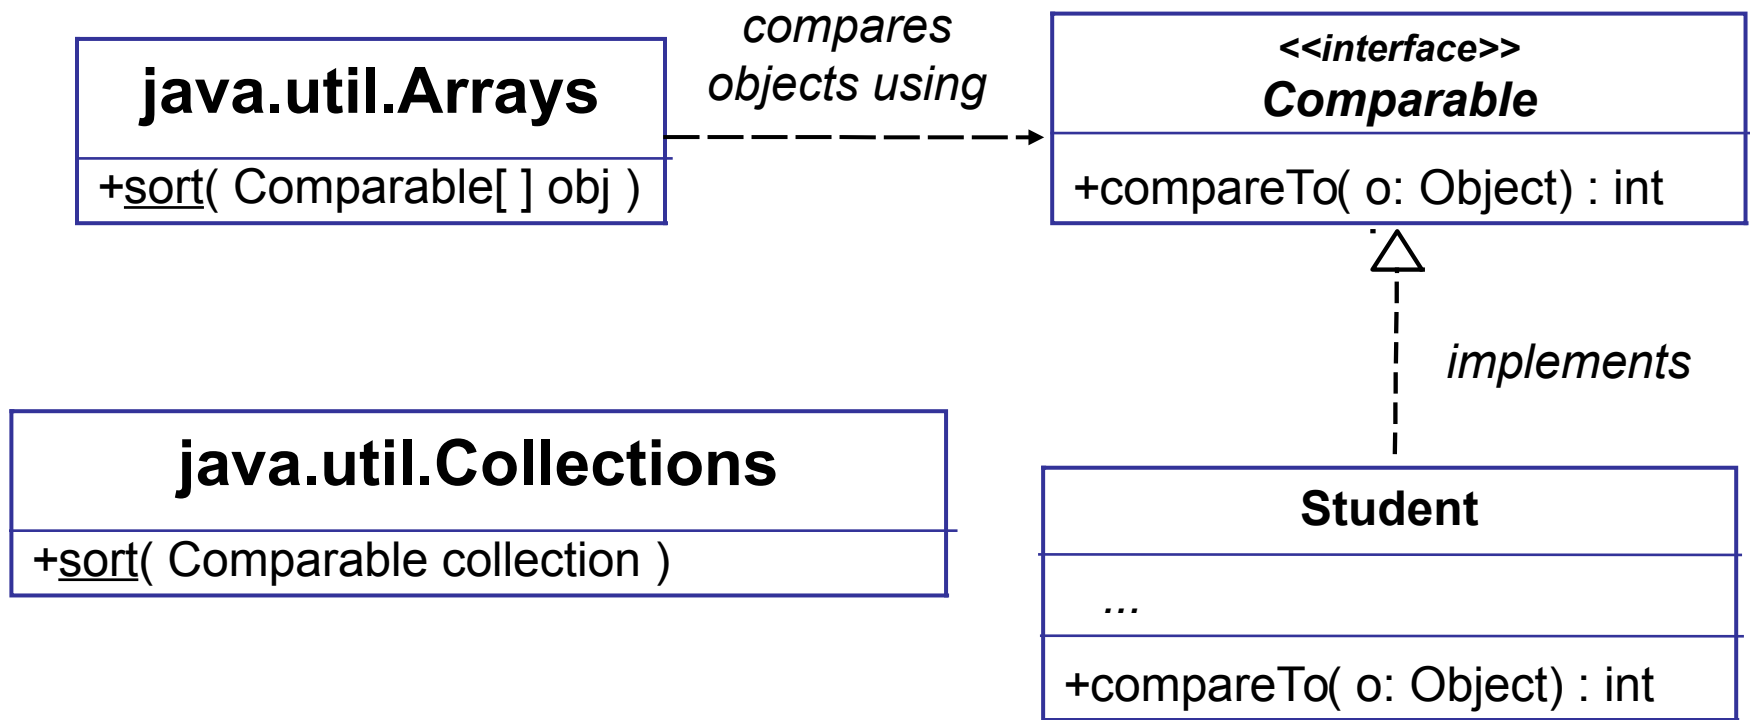 compares
objects using
java.util.Arrays
+sort( Comparable[ ] obj )
<<interface>>
Comparable
+compareTo( o: Object) : int
implements
java.util.Collections
+sort( Comparable collection )
Student
...
+compareTo( o: Object) : int